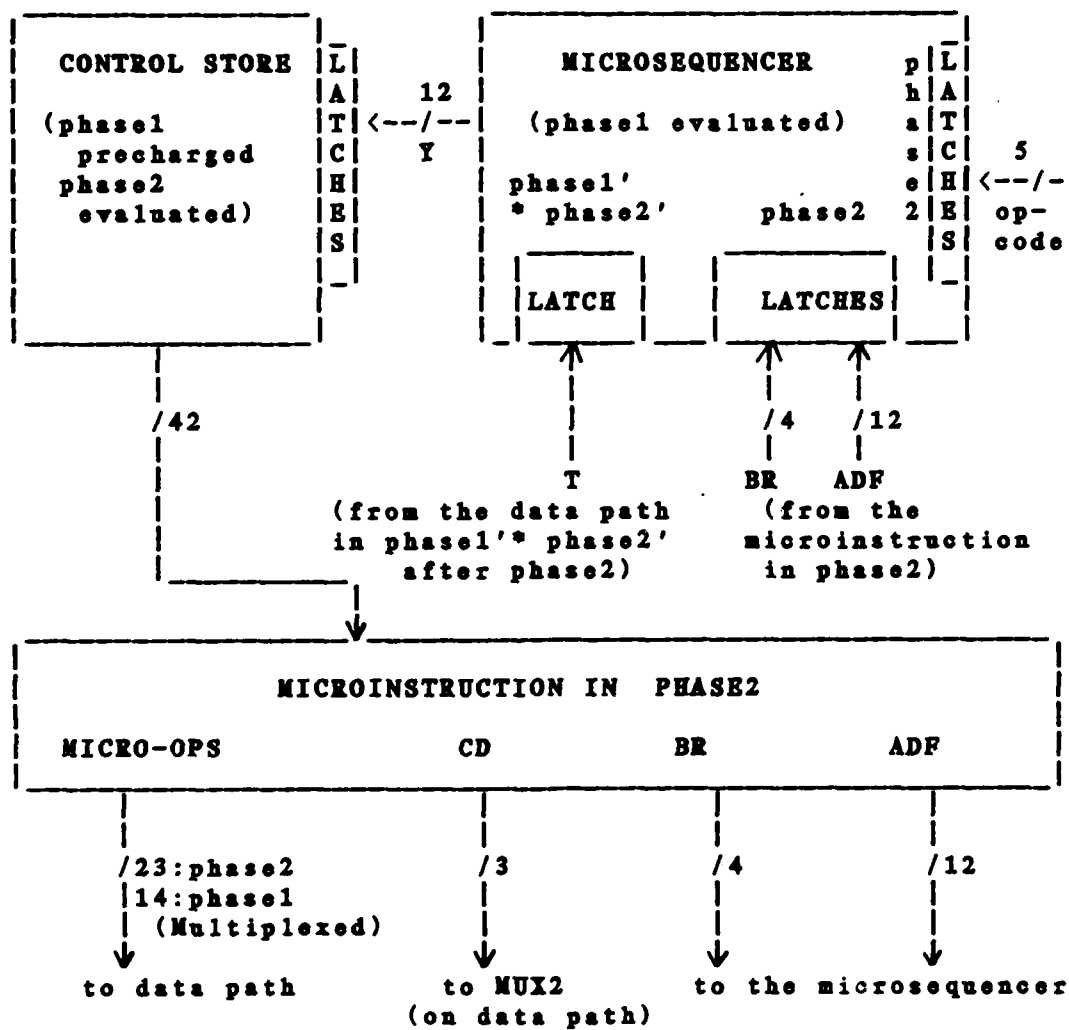 CONTROL STORE
LATCHES
(phase1
precharged
phase2
evaluated)
12
<--/--
Y
MICROSEQUENCER
(phase1 evaluated)
phase1'
* phase2'
phase2
phase2
LATCHES
5
<--/-
op-
code
LATCH
LATCHES
/42
/4
/12
T
BR
ADF
(from the data path
in phase1'* phase2'
after phase2)
(from the
microinstruction
in phase2)
MICROINSTRUCTION IN PHASE2
MICRO-OPS
CD
BR
ADF
/23:phase2
14:phase1
(Multiplexed)
/3
/4
/12
to data path
to MUX2
(on data path)
to the microsequencer